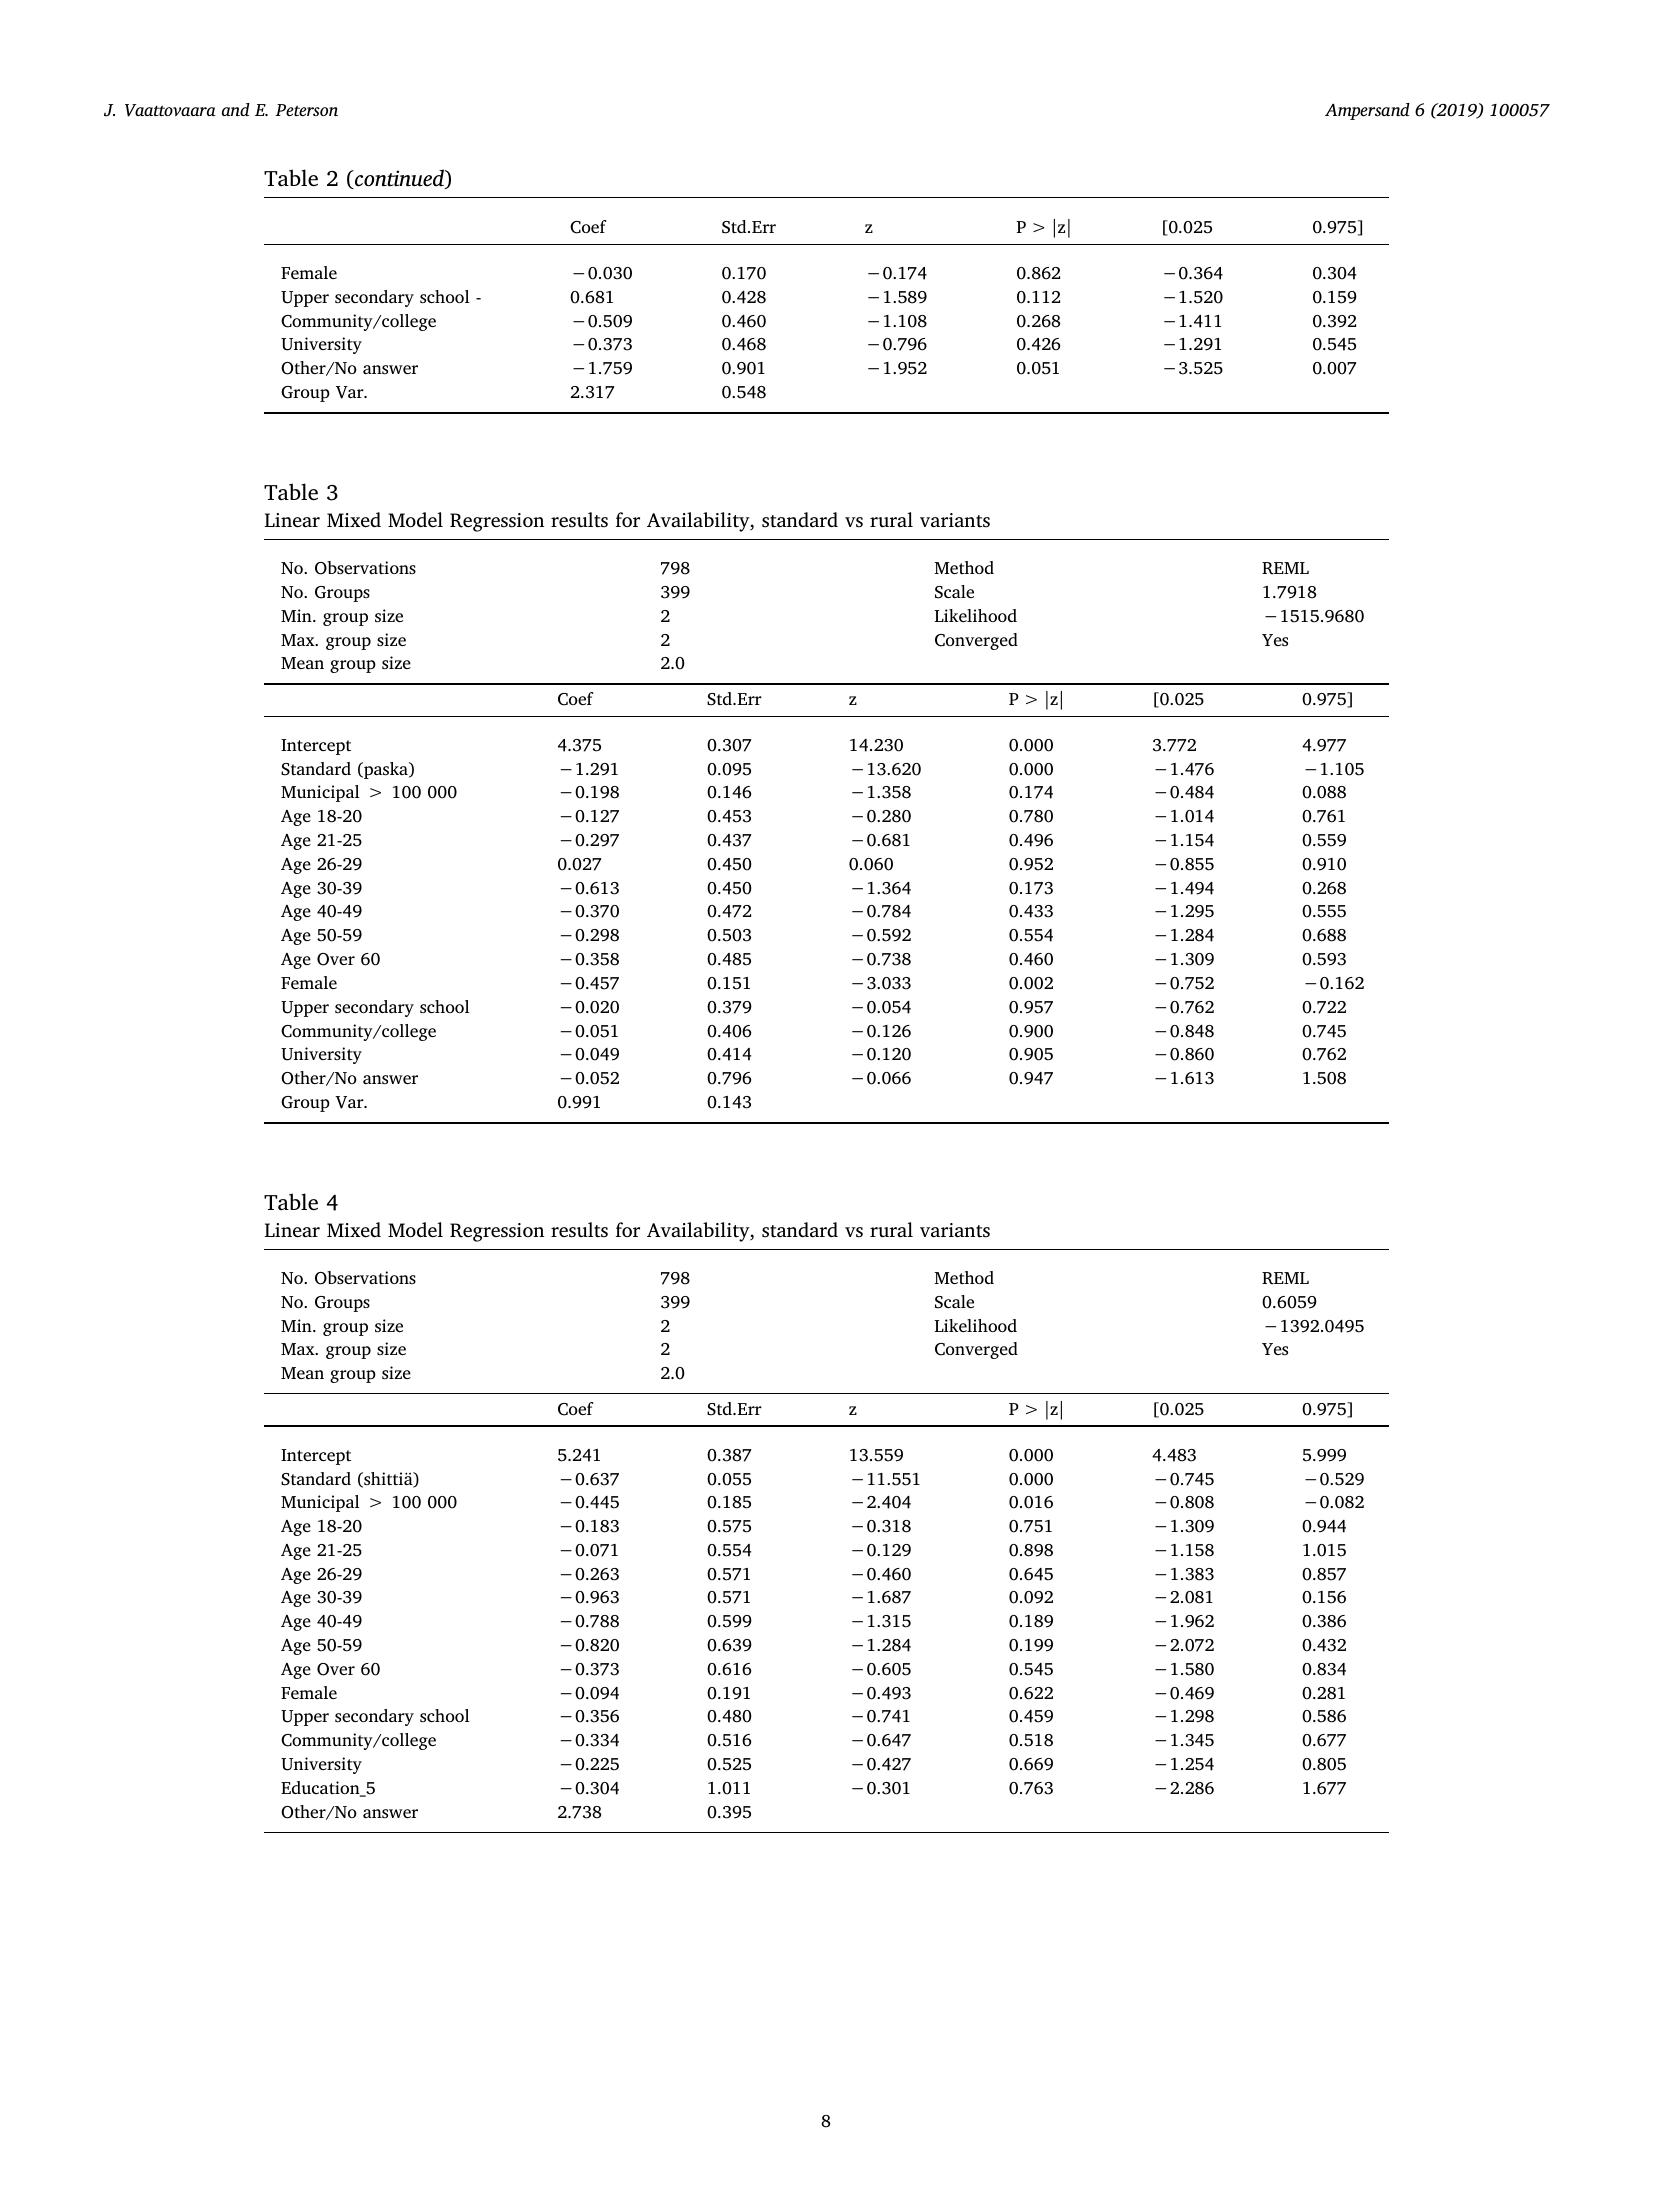 J. Vaattovaara and E. Peterson Ampersand 6 (2019) 100057
Table 2 (continued)
Coef Std.Err z P > |z| [0.025 0.975]
Female −0.030 0.170 −0.174 0.862 −0.364 0.304
Upper secondary school - 0.681 0.428 −1.589 0.112 −1.520 0.159
Community/college −0.509 0.460 −1.108 0.268 −1.411 0.392
University −0.373 0.468 −0.796 0.426 −1.291 0.545
Other/No answer −1.759 0.901 −1.952 0.051 −3.525 0.007
Group Var. 2.317 0.548
Table 3
Linear Mixed Model Regression results for Availability, standard vs rural variants
No. Observations 798 Method REML
No. Groups 399 Scale 1.7918
Min. group size 2 Likelihood −1515.9680
Max. group size 2 Converged Yes
Mean group size 2.0
Coef Std.Err z P > |z| [0.025 0.975]
Intercept 4.375 0.307 14.230 0.000 3.772 4.977
Standard (paska) −1.291 0.095 −13.620 0.000 −1.476 −1.105
Municipal > 100 000 −0.198 0.146 −1.358 0.174 −0.484 0.088
Age 18-20 −0.127 0.453 −0.280 0.780 −1.014 0.761
Age 21-25 −0.297 0.437 −0.681 0.496 −1.154 0.559
Age 26-29 0.027 0.450 0.060 0.952 −0.855 0.910
Age 30-39 −0.613 0.450 −1.364 0.173 −1.494 0.268
Age 40-49 −0.370 0.472 −0.784 0.433 −1.295 0.555
Age 50-59 −0.298 0.503 −0.592 0.554 −1.284 0.688
Age Over 60 −0.358 0.485 −0.738 0.460 −1.309 0.593
Female −0.457 0.151 −3.033 0.002 −0.752 −0.162
Upper secondary school −0.020 0.379 −0.054 0.957 −0.762 0.722
Community/college −0.051 0.406 −0.126 0.900 −0.848 0.745
University −0.049 0.414 −0.120 0.905 −0.860 0.762
Other/No answer −0.052 0.796 −0.066 0.947 −1.613 1.508
Group Var. 0.991 0.143
Table 4
Linear Mixed Model Regression results for Availability, standard vs rural variants
No. Observations 798 Method REML
No. Groups 399 Scale 0.6059
Min. group size 2 Likelihood −1392.0495
Max. group size 2 Converged Yes
Mean group size 2.0
Coef Std.Err z P > |z| [0.025 0.975]
Intercept 5.241 0.387 13.559 0.000 4.483 5.999
Standard (shittiä) −0.637 0.055 −11.551 0.000 −0.745 −0.529
Municipal > 100 000 −0.445 0.185 −2.404 0.016 −0.808 −0.082
Age 18-20 −0.183 0.575 −0.318 0.751 −1.309 0.944
Age 21-25 −0.071 0.554 −0.129 0.898 −1.158 1.015
Age 26-29 −0.263 0.571 −0.460 0.645 −1.383 0.857
Age 30-39 −0.963 0.571 −1.687 0.092 −2.081 0.156
Age 40-49 −0.788 0.599 −1.315 0.189 −1.962 0.386
Age 50-59 −0.820 0.639 −1.284 0.199 −2.072 0.432
Age Over 60 −0.373 0.616 −0.605 0.545 −1.580 0.834
Female −0.094 0.191 −0.493 0.622 −0.469 0.281
Upper secondary school −0.356 0.480 −0.741 0.459 −1.298 0.586
Community/college −0.334 0.516 −0.647 0.518 −1.345 0.677
University −0.225 0.525 −0.427 0.669 −1.254 0.805
Education_5 −0.304 1.011 −0.301 0.763 −2.286 1.677
Other/No answer 2.738 0.395
8